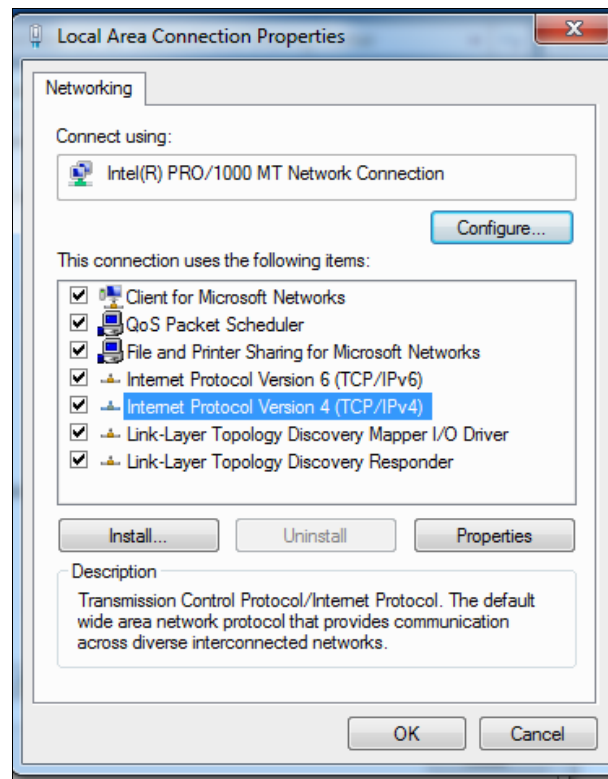 Local Area Connection Properties
Networking
Connect using:
Intel(R) PRO/1000 MT Network Connection
Configure...
This connection uses the following items:
Client for Microsoft Networks
QoS Packet Scheduler
File and Printer Sharing for Microsoft Networks
Internet Protocol Version 6 (TCP/IPv6)
Internet Protocol Version 4 (TCP/IPv4)
Link-Layer Topology Discovery Mapper I/O Driver
Link-Layer Topology Discovery Responder
Install... Uninstall Properties
Description
Transmission Control Protocol/Internet Protocol. The default
wide area network protocol that provides communication
across diverse interconnected networks.
OK Cancel